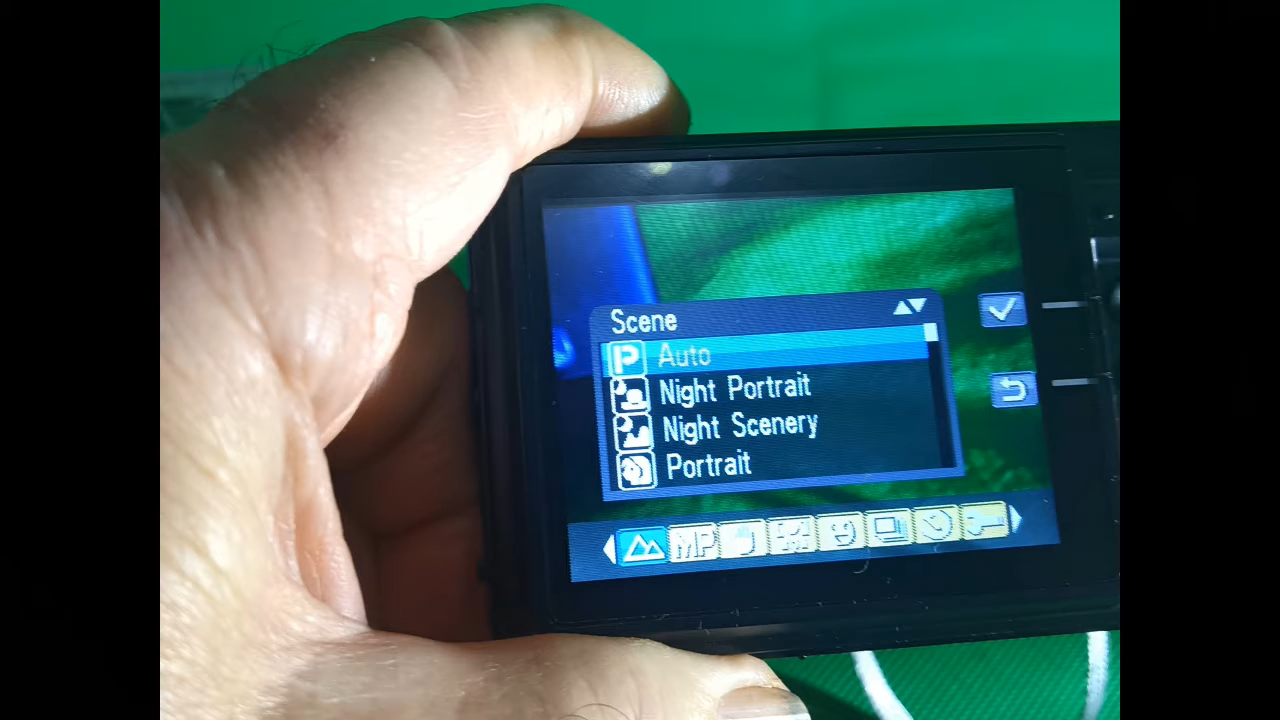 Scene
P Auto
Night Portrait
Night Scenery
Portrait
MP